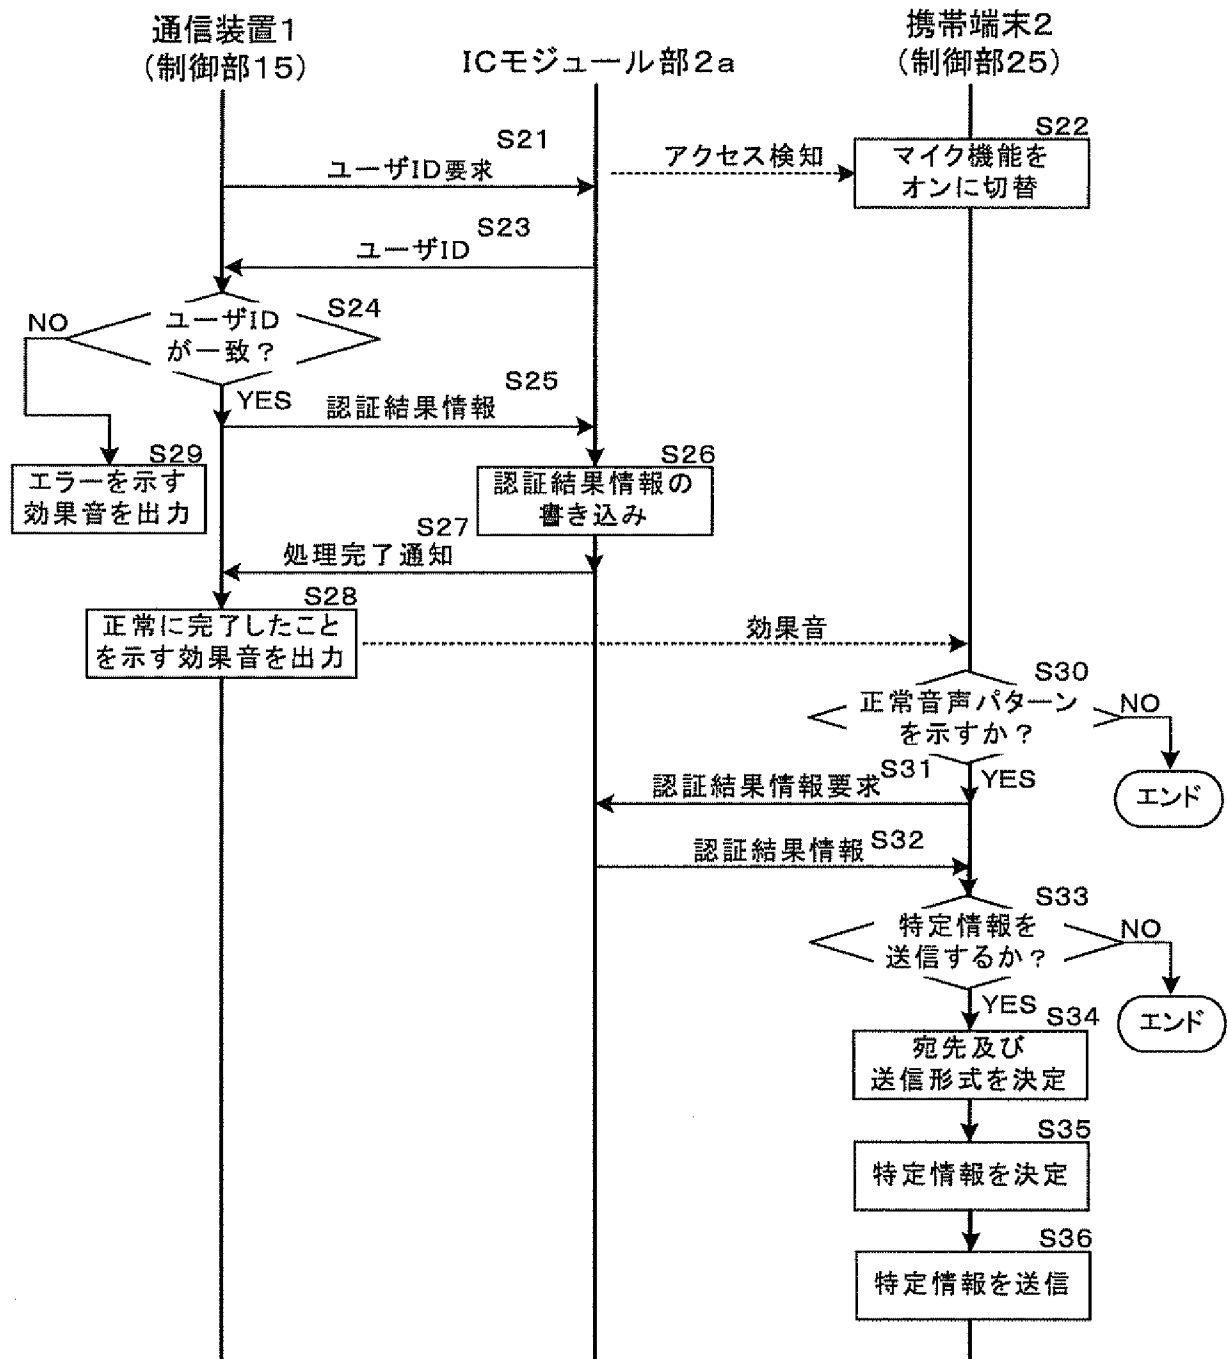 通信装置1
(制御部15)
ICモジュール部2a
携帯端末2
(制御部25)
S21
ユーザID要求
アクセス検知
S22
マイク機能を
オンに切替
S23
ユーザID
S24
ユーザID
が一致?
NO
YES
S25
認証結果情報
S29
エラーを示す
効果音を出力
S26
認証結果情報の
書き込み
S27
処理完了通知
S28
正常に完了したこと
を示す効果音を出力
効果音
S30
正常音声パターン
を示すか?
NO
YES
エンド
S31
認証結果情報要求
S32
認証結果情報
S33
特定情報を
送信するか?
NO
YES
エンド
S34
宛先及び
送信形式を決定
S35
特定情報を決定
S36
特定情報を送信